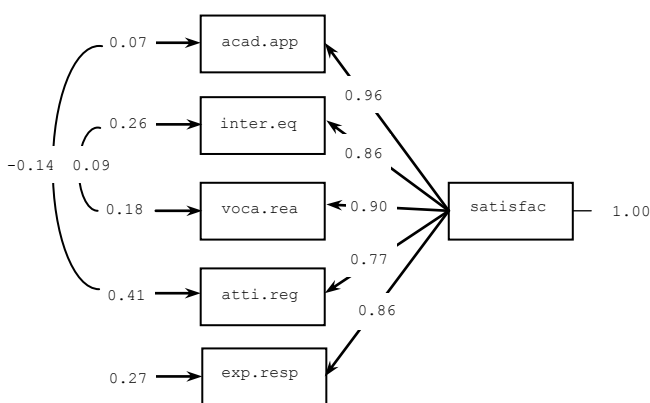 0.07 acad.app
0.96
0.26 inter.eq
0.86
-0.14 0.09
0.18 voca.rea 0.90 satisfac 1.00
0.77
0.41 atti.reg
0.86
0.27 exp.resp